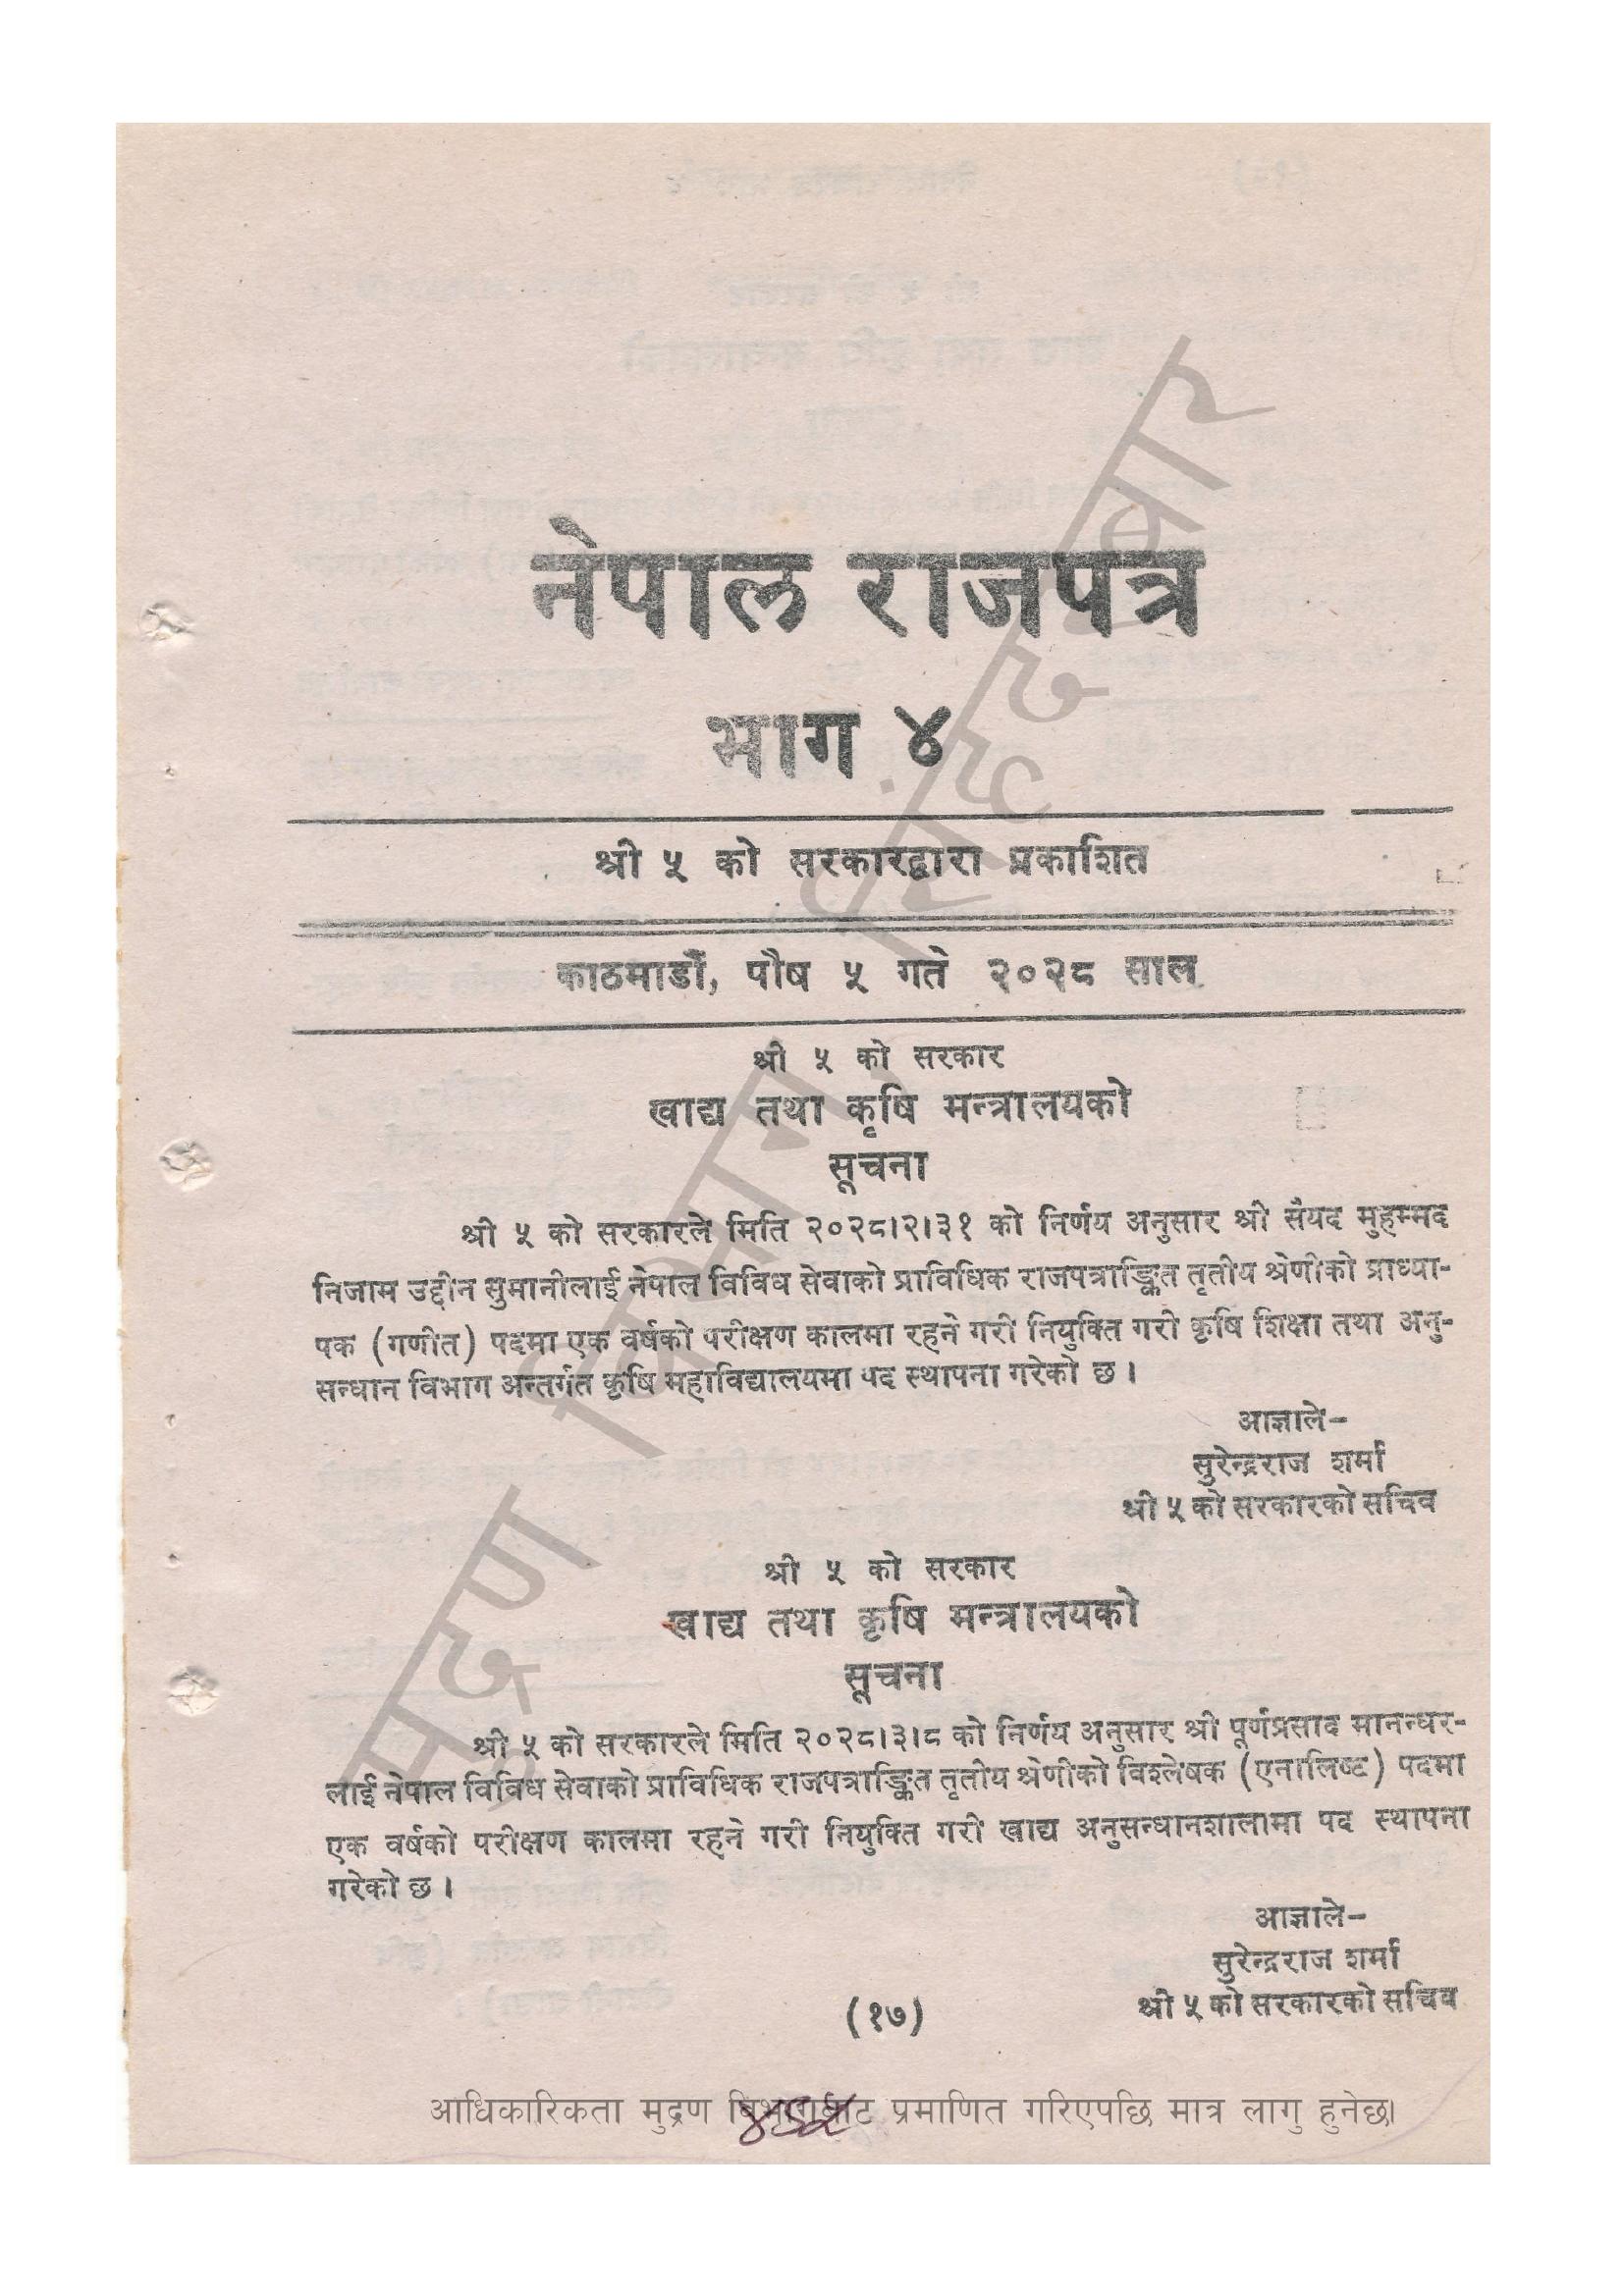 नेपाल राजपत्र
भाग ४
श्री ५ को सरकारद्वारा प्रकाशित
काठमाडौं, पौष ५ गते २०२८ साल
श्री ५ को सरकार
खाद्य तथा कृषि मन्त्रालयको
सूचना
श्री ५ को सरकारले मिति २०२८।२।३१ को निर्णय अनुसार श्री सैयद मुहम्मद
निजाम उद्दीन सुमानीलाई नेपाल विविध सेवाको प्राविधिक राजपत्राङ्कित तृतीय श्रेणीको प्राध्या-
पक (गणीत) पदमा एक वर्षको परीक्षण कालमा रहने गरी नियुक्ति गरी कृषि शिक्षा तथा अनु-
सन्धान विभाग अन्तर्गत कृषि महाविद्यालयमा पद स्थापना गरेको छ ।
आज्ञाले-
सुरेन्द्रराज शर्मा
श्री ५ को सरकारको सचिव
श्री ५ को सरकार
खाद्य तथा कृषि मन्त्रालयको
सूचना
श्री ५ को सरकारले मिति २०२८।३।८ को निर्णय अनुसार श्री पूर्णप्रसाद मानन्धर-
लाई नेपाल विविध सेवाको प्राविधिक राजपत्राङ्कित तृतीय श्रेणीको विश्लेषक (एनालिष्ट) पदमा
एक वर्षको परीक्षण कालमा रहने गरी नियुक्ति गरी खाद्य अनुसन्धानशालामा पद स्थापना
गरेको छ ।
आज्ञाले-
सुरेन्द्रराज शर्मा
श्री ५ को सरकारको सचिव
(१७)
आधिकारिकता मुद्रण विभागबाट प्रमाणित गरिएपछि मात्र लागु हुनेछ।
मुद्रण विभाग, सिंहदरबार